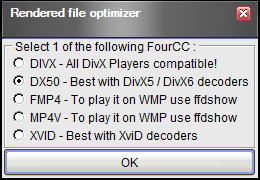 Rendered file optimizer
Select 1 of the following FourCC :
DIVX - All DivX Players compatible!
DX50 - Best with DivX5 / DivX6 decoders
FMP4 - To play it on WMP use ffdshow
MP4V - To play it on WMP use ffdshow
XVID - Best with XviD decoders
OK